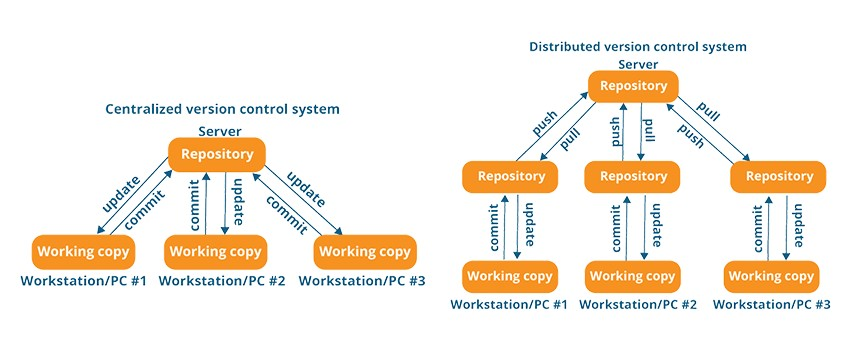 Centralized version control system
Server
Repository
update
commit
commit
update
update
commit
Working copy
Working copy
Working copy
Workstation/PC #1
Workstation/PC #2
Workstation/PC #3
Distributed version control system
Server
Repository
push
pull
push
pull
pull
push
Repository
Repository
Repository
commit
update
commit
update
commit
update
Working copy
Working copy
Working copy
Workstation/PC #1
Workstation/PC #2
Workstation/PC #3